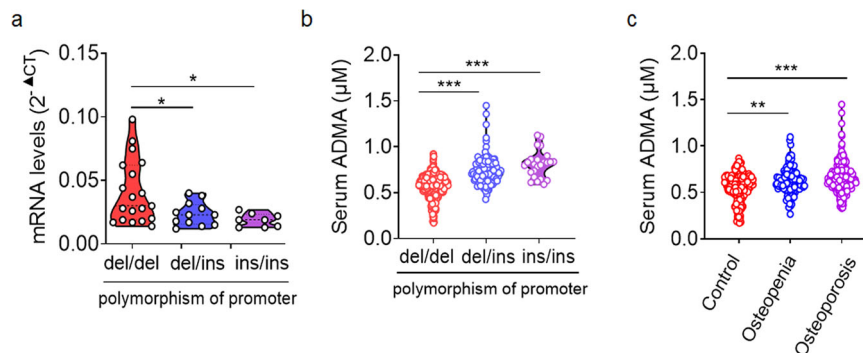 a
mRNA levels (2^-▲CT)
0.15
0.10
0.05
0.00
*
*
del/del del/ins ins/ins
polymorphism of promoter
b
Serum ADMA (μM)
2.0
1.5
1.0
0.5
0.0
***
***
del/del del/ins ins/ins
polymorphism of promoter
c
Serum ADMA (μM)
2.0
1.5
1.0
0.5
0.0
***
**
Control
Osteopenia
Osteoporosis